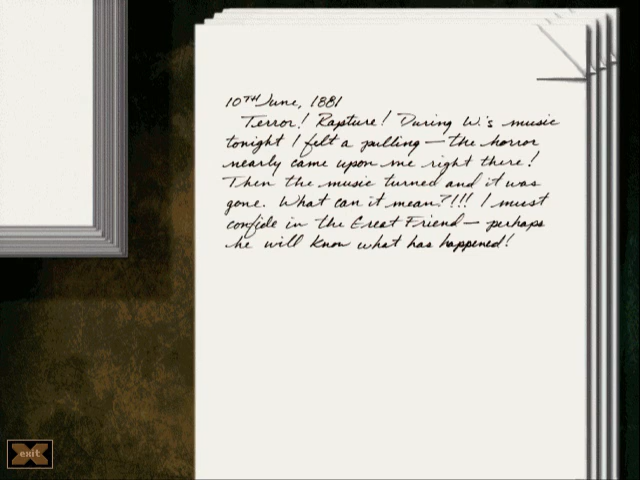 10TH June, 1881
Terror! Rapture! During W.'s music
tonight I felt a pulling — the horror
nearly came upon me right there!
Then the music turned and it was
gone. What can it mean?!!! I must
confide in the Great Friend — perhaps
he will know what has happened!
exit